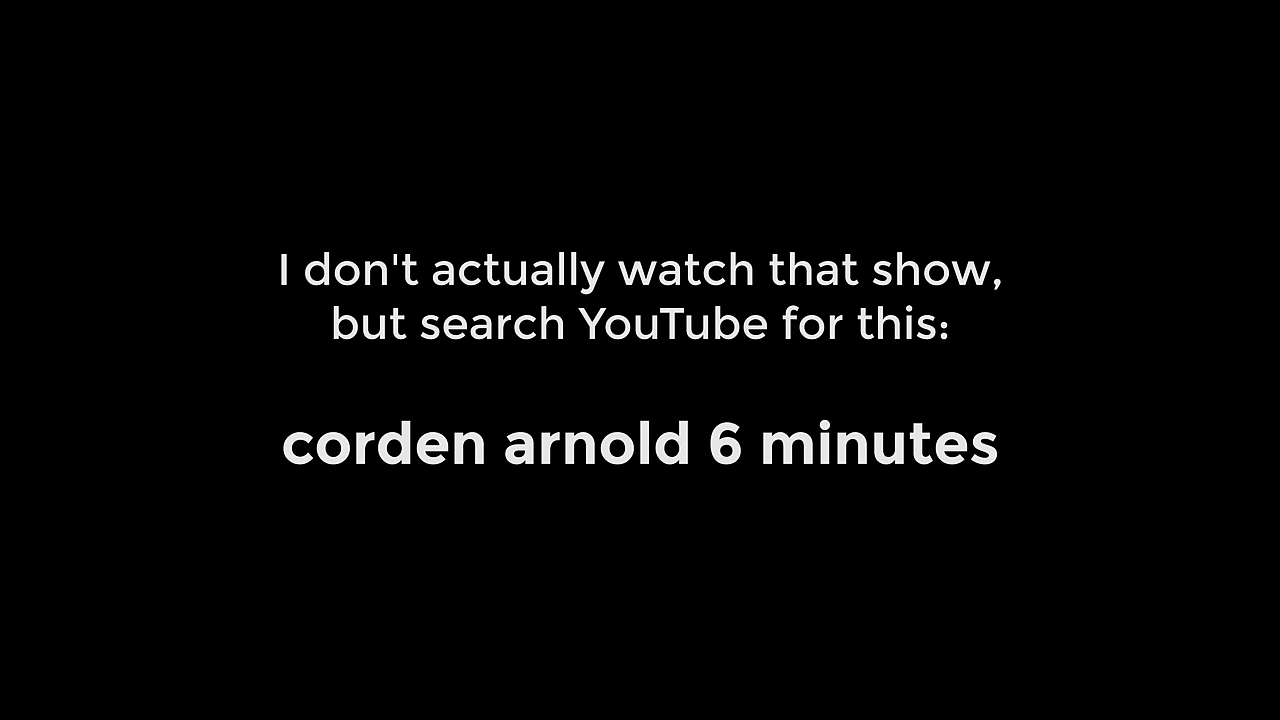 I don't actually watch that show,
but search YouTube for this:
corden arnold 6 minutes